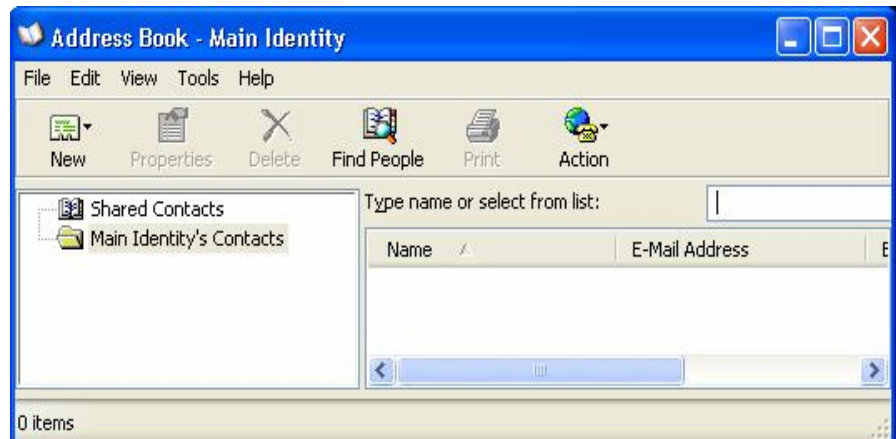 Address Book - Main Identity
File Edit View Tools Help
New Properties Delete Find People Print Action
Shared Contacts
Main Identity's Contacts
Type name or select from list:
Name E-Mail Address
0 items